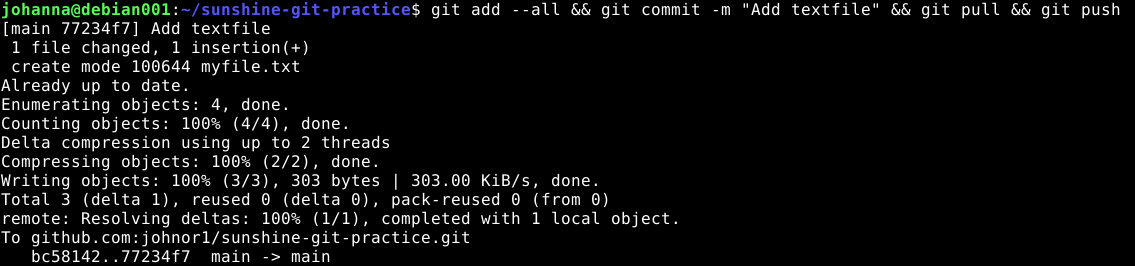 johanna@debian001:~/sunshine-git-practice$ git add --all && git commit -m "Add textfile" && git pull && git push
[main 77234f7] Add textfile
 1 file changed, 1 insertion(+)
 create mode 100644 myfile.txt
Already up to date.
Enumerating objects: 4, done.
Counting objects: 100% (4/4), done.
Delta compression using up to 2 threads
Compressing objects: 100% (2/2), done.
Writing objects: 100% (3/3), 303 bytes | 303.00 KiB/s, done.
Total 3 (delta 1), reused 0 (delta 0), pack-reused 0 (from 0)
remote: Resolving deltas: 100% (1/1), completed with 1 local object.
To github.com:johnor1/sunshine-git-practice.git
   bc58142..77234f7  main -> main